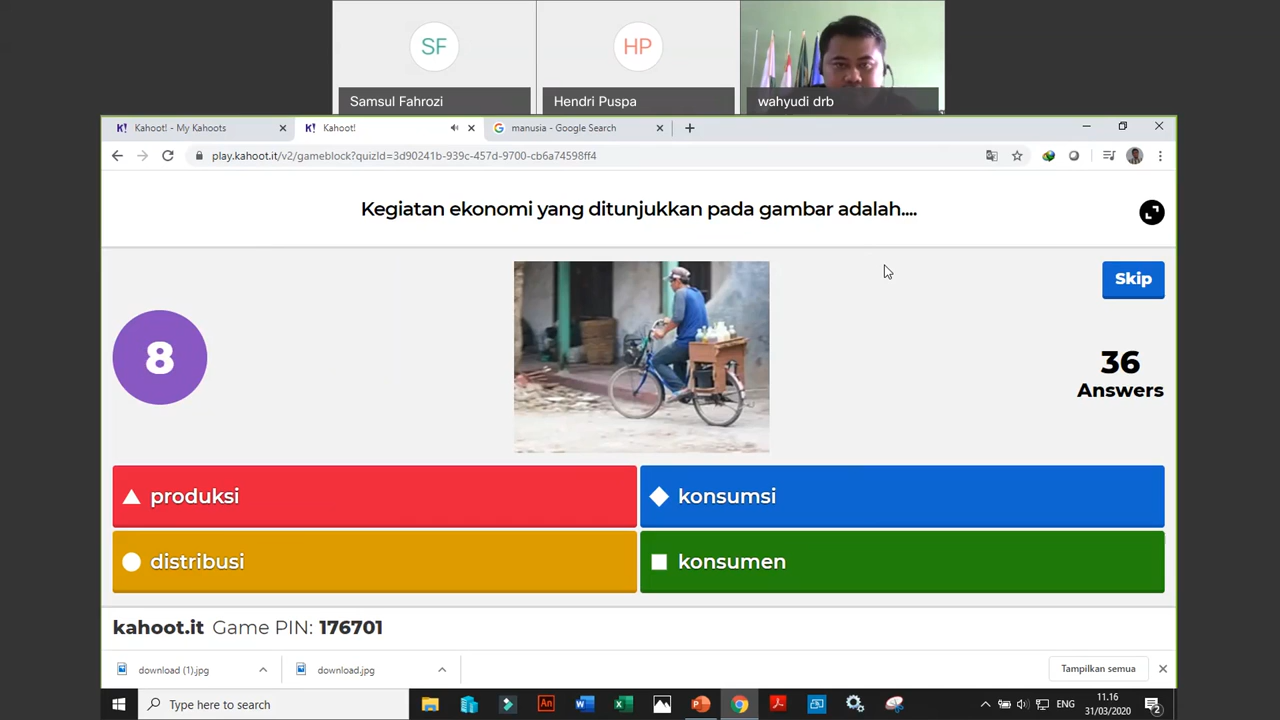 SF
HP
Samsul Fahrozi
Hendri Puspa
wahyudi drb
K! Kahoot! - My Kahoots
K! Kahoot!
G manusia - Google Search
play.kahoot.it/v2/gameblock?quizId=3d90241b-939c-457d-9700-cb6a74598ff4
Kegiatan ekonomi yang ditunjukkan pada gambar adalah....
Skip
8
36
Answers
produksi
konsumsi
distribusi
konsumen
kahoot.it Game PIN: 176701
download (1).jpg
download.jpg
Tampilkan semua
Type here to search
An
ENG
11.16
31/03/2020
2